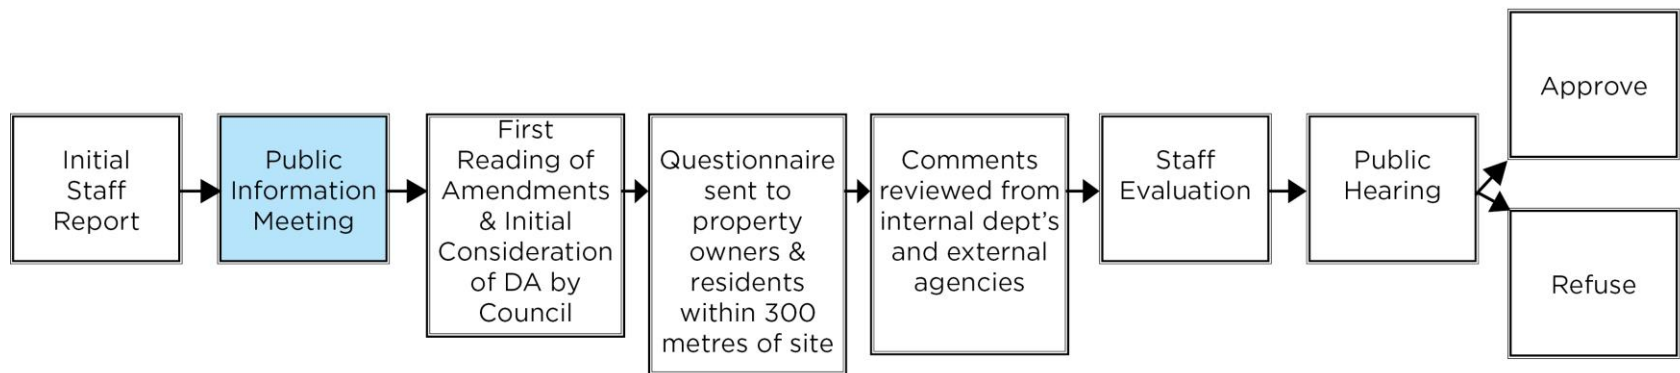 Initial
Staff
Report
Public
Information
Meeting
First
Reading of
Amendments
& Initial
Consideration
of DA by
Council
Questionnaire
sent to
property
owners &
residents
within 300
metres of site
Comments
reviewed from
internal dept's
and external
agencies
Staff
Evaluation
Public
Hearing
Approve
Refuse